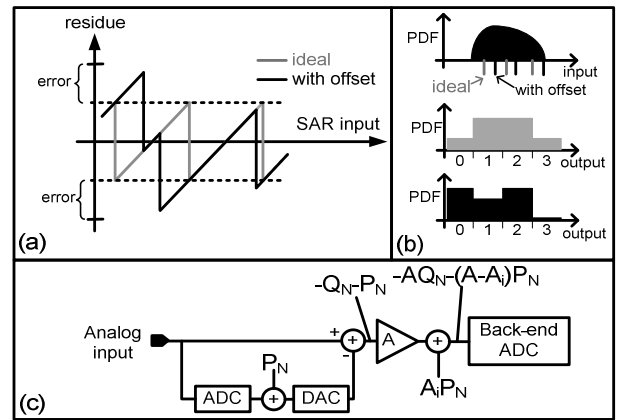 residue
ideal
with offset
error
SAR input
error
(a)
PDF
input
ideal
with offset
PDF
0 1 2 3 output
PDF
0 1 2 3 output
(b)
-QN-PN
-AQN-(A-Ai)PN
Analog
input
+
+
-
A
+
Back-end
ADC
PN
AiPN
ADC
+
DAC
(c)